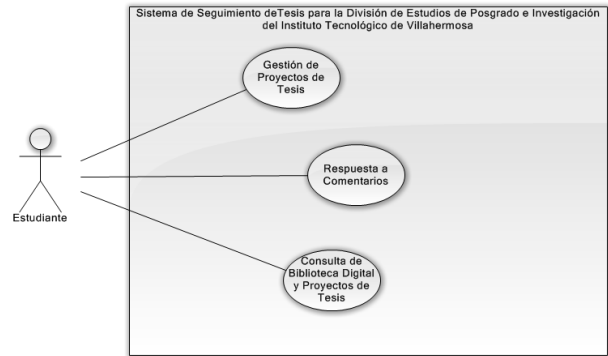 Sistema de Seguimiento deTesis para la División de Estudios de Posgrado e Investigación
del Instituto Tecnológico de Villahermosa
Gestión de
Proyectos de
Tesis
Respuesta a
Comentarios
Estudiante
Consulta de
Biblioteca Digital
y Proyectos de
Tesis